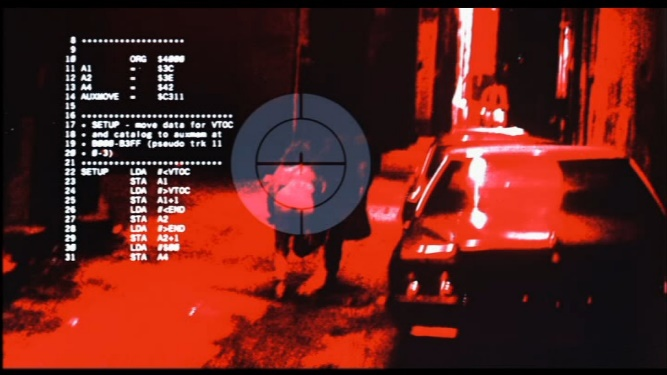 8 *********************
9
10 ORG $4000
11 A1 = $3C
12 A2 = $3E
13 A4 = $42
14 AUXMOVE = $C311
15
16 ***************************
17 * SETUP - move data for VTOC
18 * and catalog to auxmem at
19 * B000-B3FF (pseudo trk 11
20 * 0-3)
21 ***************************
22 SETUP LDA #<VTOC
23 STA A1
24 LDA #>VTOC
25 STA A1+1
26 LDA #<END
27 STA A2
28 LDA #>END
29 STA A2+1
30 LDA #$00
31 STA A4